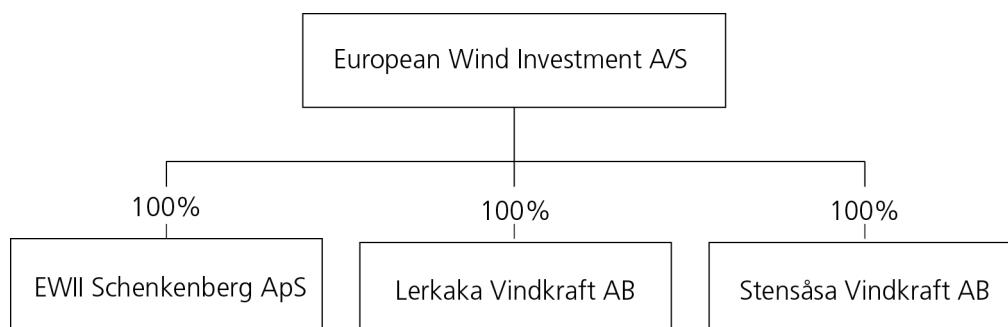 European Wind Investment A/S
100%
100%
100%
EWII Schenkenberg ApS
Lerkaka Vindkraft AB
Stensåsa Vindkraft AB